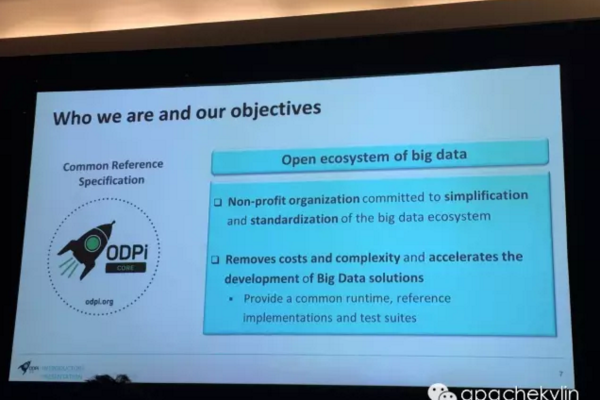 Who we are and our objectives
Common Reference
Specification
ODPi
CORE
odpi.org
Open ecosystem of big data
Non-profit organization committed to simplification
and standardization of the big data ecosystem
Removes costs and complexity and accelerates the
development of Big Data solutions
Provide a common runtime, reference
implementations and test suites
7
apachekylin